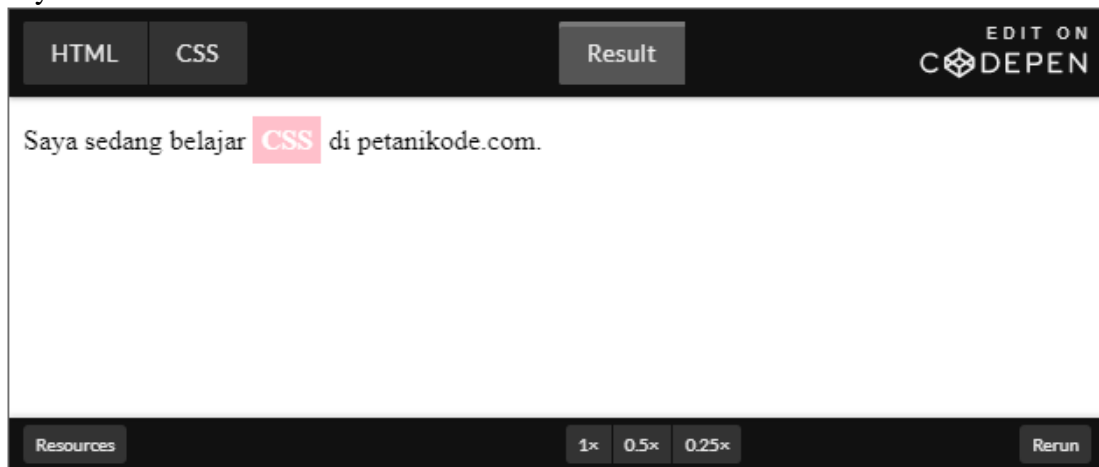 HTML CSS Result EDIT ON
CODEPEN
Saya sedang belajar CSS di petanikode.com.
Resources 1× 0.5× 0.25× Rerun